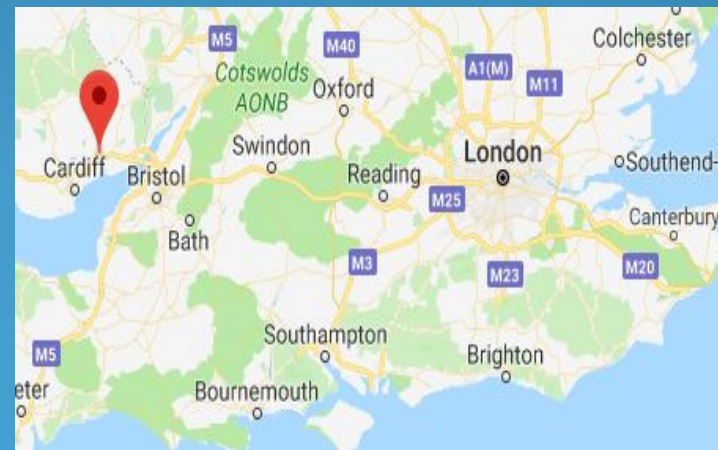 M5
M40
Colchester
Cotswolds
AONB
Oxford
A1(M)
M11
Cardiff
Bristol
Swindon
Reading
London
Southend-
M25
Bath
Canterbury
M3
M23
M20
Southampton
Brighton
M5
eter
Bournemouth